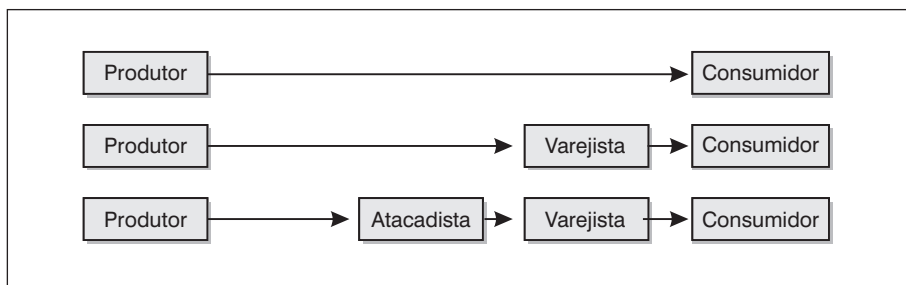 Produtor Consumidor
Produtor Varejista Consumidor
Produtor Atacadista Varejista Consumidor